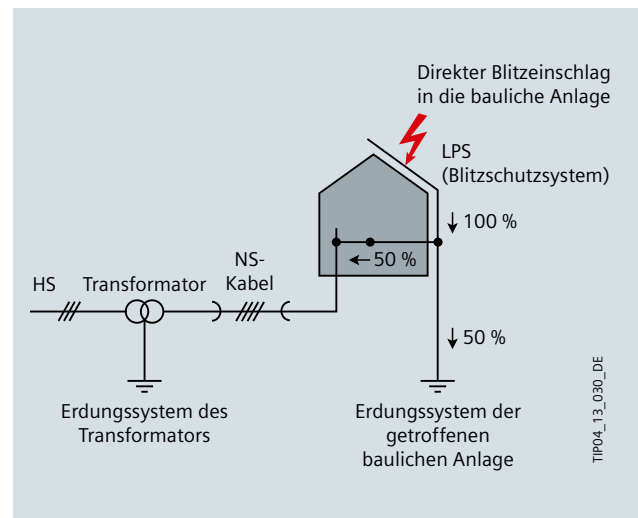 Direkter Blitzeinschlag
in die bauliche Anlage
LPS
(Blitzschutzsystem)
↓ 100 %
← 50 %
NS-
Kabel
HS
Transformator
↓ 50 %
Erdungssystem des
Transformators
Erdungssystem der
getroffenen
baulichen Anlage
TIP04_13_030_DE